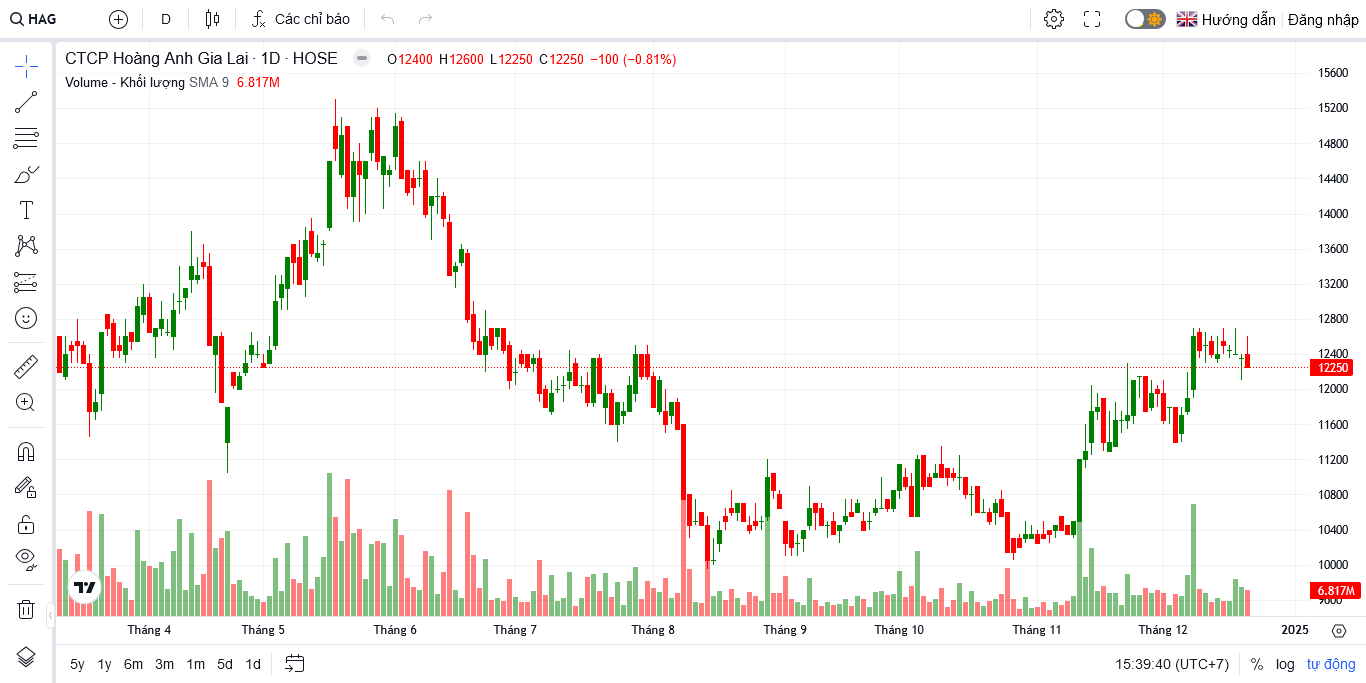 HAG D Các chỉ báo Hướng dẫn Đăng nhập
CTCP Hoàng Anh Gia Lai · 1D · HOSE O12400 H12600 L12250 C12250 −100 (−0.81%)
Volume - Khối lượng SMA 9 6.817M
15600
15200
14800
14400
14000
13600
13200
12800
12400
12250
12000
11600
11200
10800
10400
10000
6.817M
9600
Tháng 4 Tháng 5 Tháng 6 Tháng 7 Tháng 8 Tháng 9 Tháng 10 Tháng 11 Tháng 12 2025
5y 1y 6m 3m 1m 5d 1d 15:39:40 (UTC+7) % log tự động